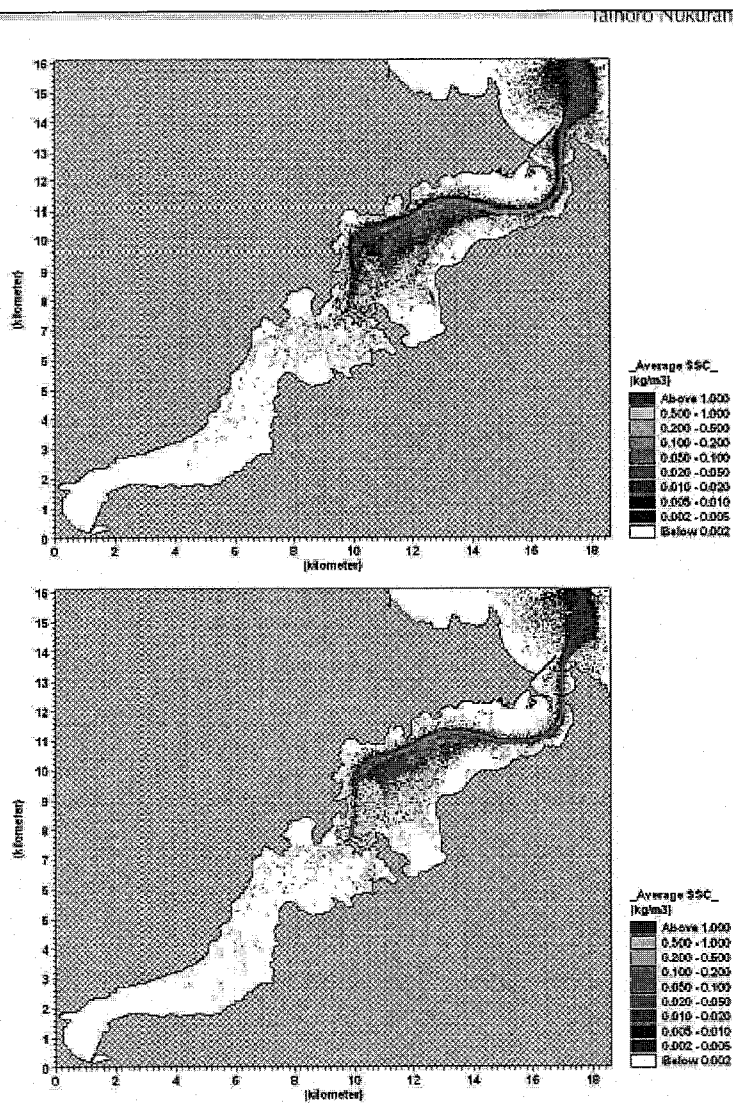 Taihoro Nukuran
16
15
14
13
12
11
10
9
8
7
6
5
4
3
2
1
0
(kilometer)
0 2 4 6 8 10 12 14 16 18
(kilometer)
_Average SSC_
(kg/m3)
Above 1.000
0.500 - 1.000
0.200 - 0.500
0.100 - 0.200
0.050 - 0.100
0.020 - 0.050
0.010 - 0.020
0.005 - 0.010
0.002 - 0.005
Below 0.002
16
15
14
13
12
11
10
9
8
7
6
5
4
3
2
1
0
(kilometer)
0 2 4 6 8 10 12 14 16 18
(kilometer)
_Average SSC_
(kg/m3)
Above 1.000
0.500 - 1.000
0.200 - 0.500
0.100 - 0.200
0.050 - 0.100
0.020 - 0.050
0.010 - 0.020
0.005 - 0.010
0.002 - 0.005
Below 0.002